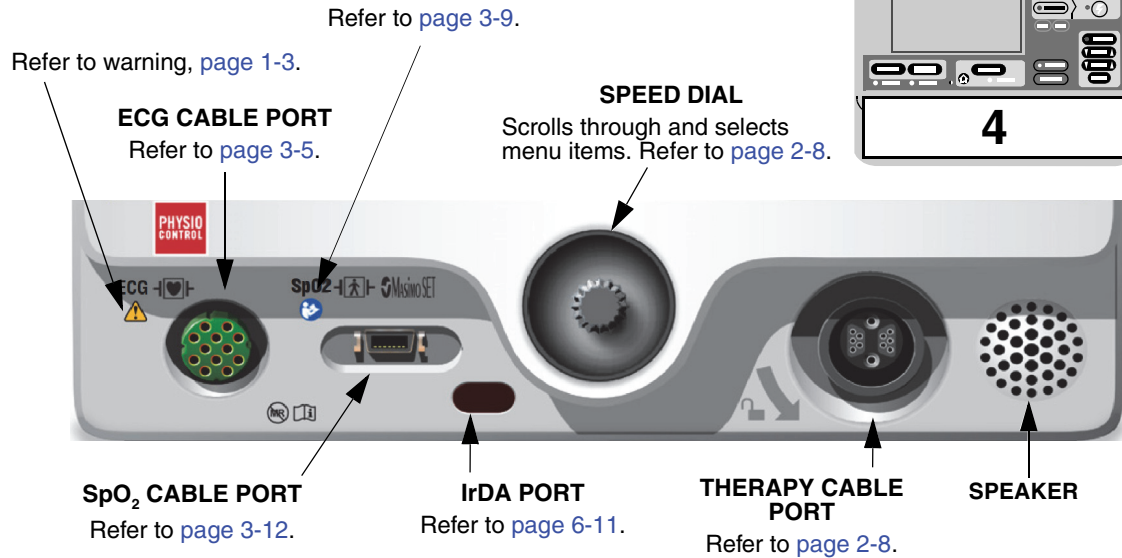 Refer to page 3-9.
Refer to warning, page 1-3.
ECG CABLE PORT
Refer to page 3-5.
SPEED DIAL
Scrolls through and selects
menu items. Refer to page 2-8.
4
PHYSIO
CONTROL
ECG
SpO2
Masimo SET
MR
SpO₂ CABLE PORT
Refer to page 3-12.
IrDA PORT
Refer to page 6-11.
THERAPY CABLE
PORT
Refer to page 2-8.
SPEAKER